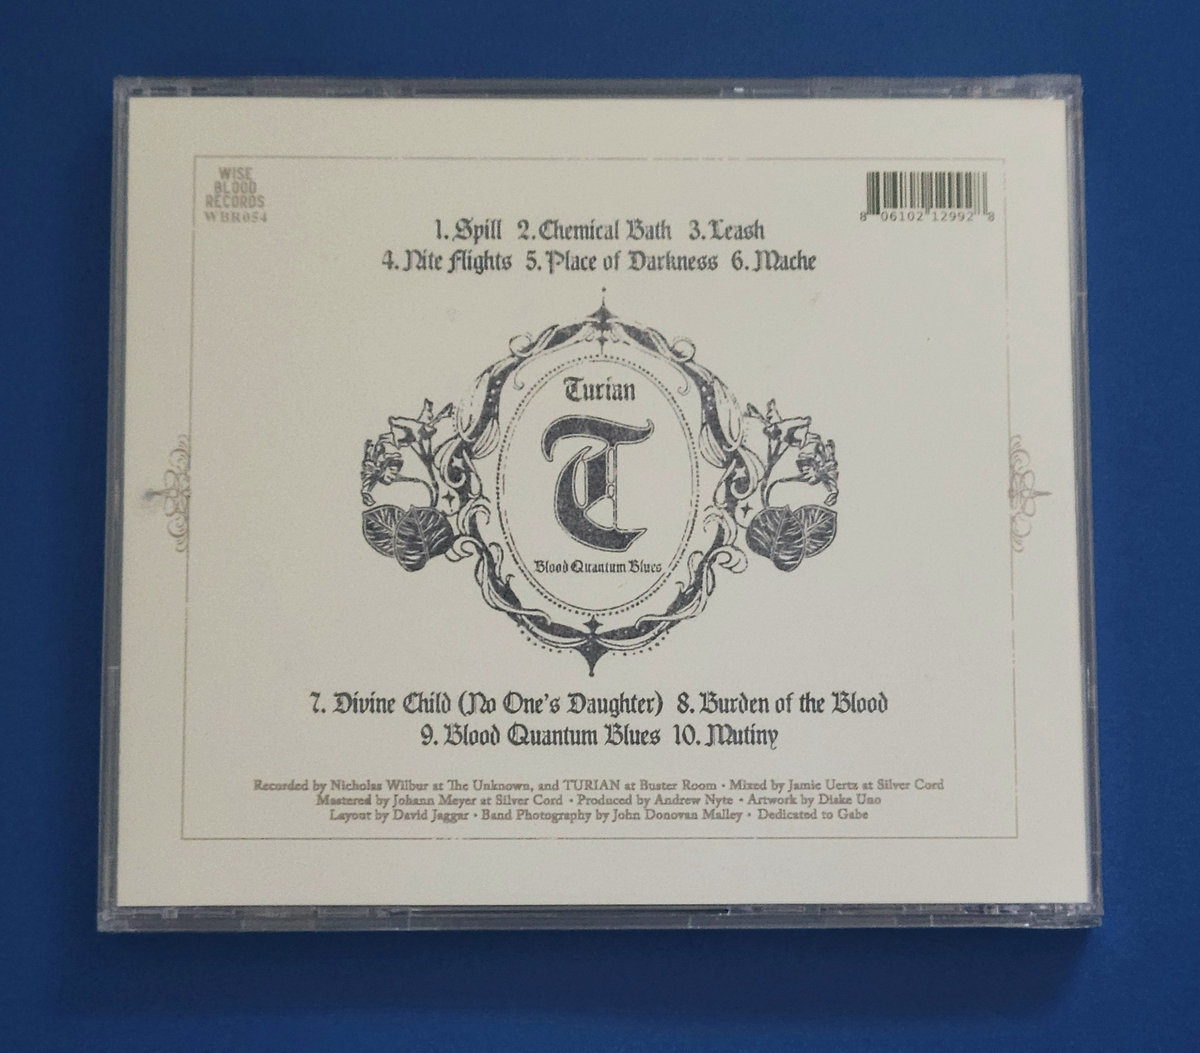 WISE
BLOOD
RECORDS
WBR054
8 06102 12992 8
1. Spill 2. Chemical Bath 3. Leash
4. Nite Flights 5. Place of Darkness 6. Mache
Turian
T
Blood Quantum Blues
7. Divine Child (No One's Daughter) 8. Burden of the Blood
9. Blood Quantum Blues 10. Mutiny
Recorded by Nicholas Wilbur at The Unknown, and TURIAN at Buster Room • Mixed by Jamie Uertz at Silver Cord
Mastered by Johann Meyer at Silver Cord • Produced by Andrew Nyte • Artwork by Diske Uno
Layout by David Jaggar • Band Photography by John Donovan Malley • Dedicated to Gabe